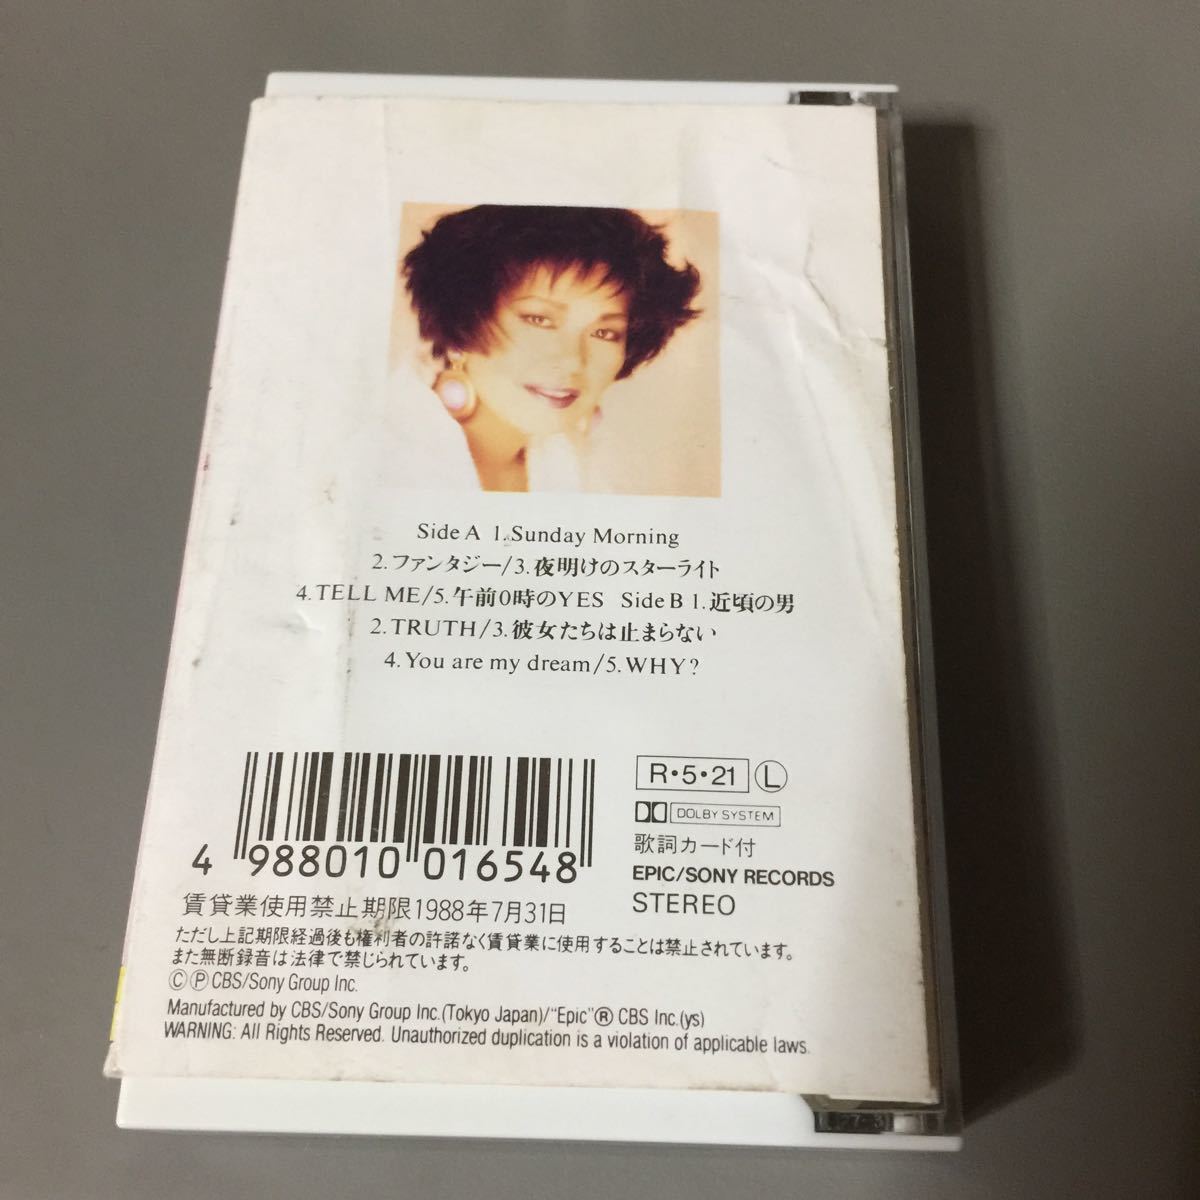 Side A 1.Sunday Morning
2.ファンタジー/3.夜明けのスターライト
4.TELL ME/5.午前0時のYES Side B 1.近頃の男
2.TRUTH/3.彼女たちは止まらない
4.You are my dream/5.WHY?
R・5・21 L
DOLBY SYSTEM
歌詞カード付
EPIC/SONY RECORDS
STEREO
4 988010 016548
賃貸業使用禁止期限1988年7月31日
ただし上記期限経過後も権利者の許諾なく賃貸業に使用することは禁止されています。
また無断録音は法律で禁じられています。
ⒸⓅCBS/Sony Group Inc.
Manufactured by CBS/Sony Group Inc.(Tokyo Japan)/"Epic"® CBS Inc.(ys)
WARNING: All Rights Reserved. Unauthorized duplication is a violation of applicable laws.